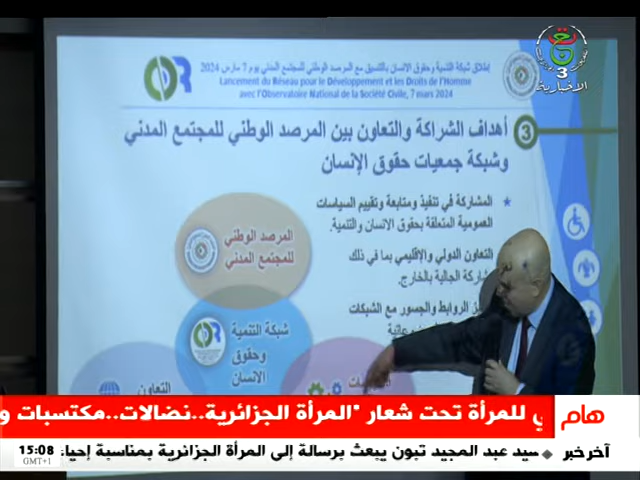 3
الإخبارية
إطلاق شبكة التنمية وحقوق الإنسان بالتنسيق مع المرصد الوطني للمجتمع المدني يوم 7 مارس 2024
Lancement du Réseau pour le Développement et les Droits de l'Homme
avec l'Observatoire National de la Société Civile, 7 mars 2024
3
أهداف الشراكة والتعاون بين المرصد الوطني للمجتمع المدني
وشبكة جمعيات حقوق الإنسان
المشاركة في تنفيذ ومتابعة وتقييم السياسات
العمومية المتعلقة بحقوق الانسان والتنمية.
التعاون الدولي والإقليمي بما في ذلك
الجالية بالخارج.
الروابط والجسور مع الشبكات
المرصد الوطني
للمجتمع المدني
شبكة التنمية
وحقوق
الانسان
التعاون
هام
ي للمرأة تحت شعار "المرأة الجزائرية..نضالات..مكتسبات و
آخر خبر
سيد عبد المجيد تبون يبعث برسالة إلى المرأة الجزائرية بمناسبة إحيا
15:08
GMT+1